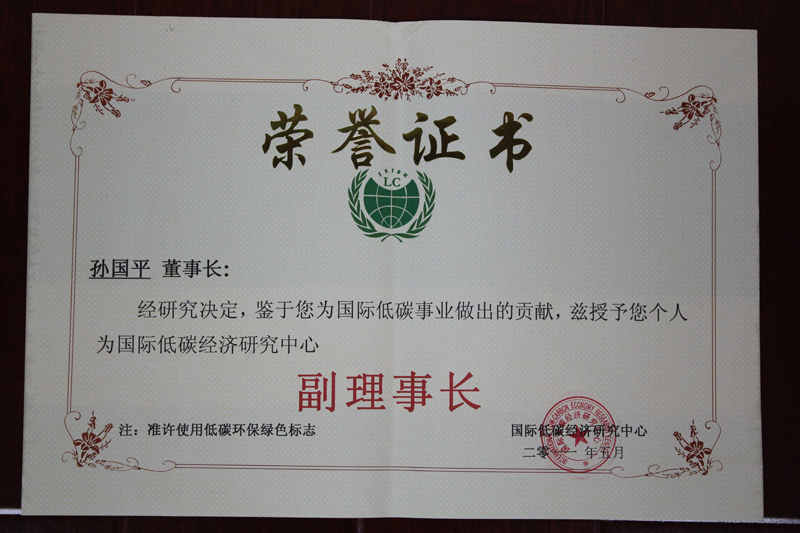 荣誉证书
LC
孙国平 董事长:
经研究决定,鉴于您为国际低碳事业做出的贡献,兹授予您个人
为国际低碳经济研究中心
副理事长
注:准许使用低碳环保绿色标志
国际低碳经济研究中心
二零一一年五月